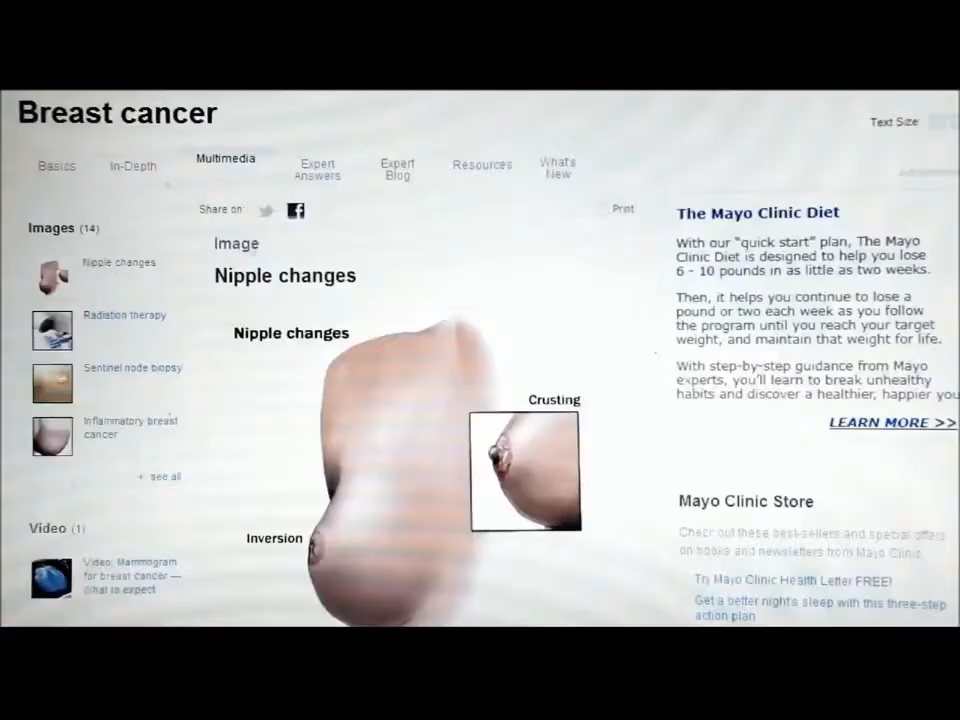 Breast cancer
Text Size
Basics
In-Depth
Multimedia
Expert
Answers
Expert
Blog
Resources
What's
New
Share on:
Print
Images (14)
Nipple changes
Radiation therapy
Sentinel node biopsy
Inflammatory breast
cancer
+ see all
Video (1)
Video: Mammogram
for breast cancer —
What to expect
Image
Nipple changes
Nipple changes
Crusting
Inversion
The Mayo Clinic Diet
With our "quick start" plan, The Mayo
Clinic Diet is designed to help you lose
6 - 10 pounds in as little as two weeks.
Then, it helps you continue to lose a
pound or two each week as you follow
the program until you reach your target
weight, and maintain that weight for life.
With step-by-step guidance from Mayo
experts, you'll learn to break unhealthy
habits and discover a healthier, happier you
LEARN MORE >>
Mayo Clinic Store
Check out these best-sellers and special offers
on books and newsletters from Mayo Clinic.
Try Mayo Clinic Health Letter FREE!
Get a better night's sleep with this three-step
action plan